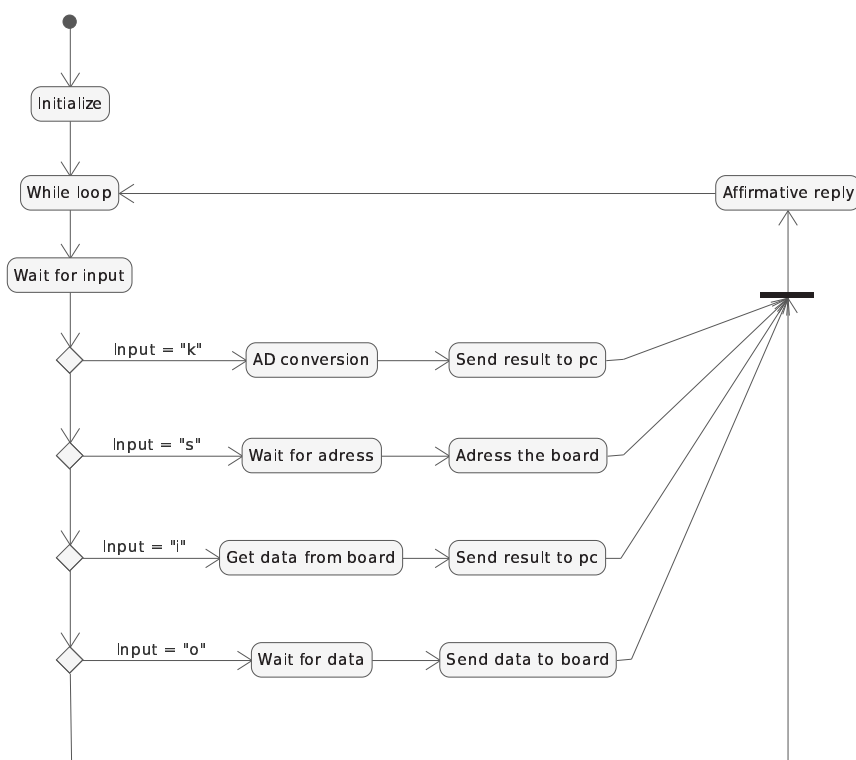 Initialize
While loop
Affirmative reply
Wait for input
Input = "k"
AD conversion
Send result to pc
Input = "s"
Wait for adress
Adress the board
Input = "i"
Get data from board
Send result to pc
Input = "o"
Wait for data
Send data to board